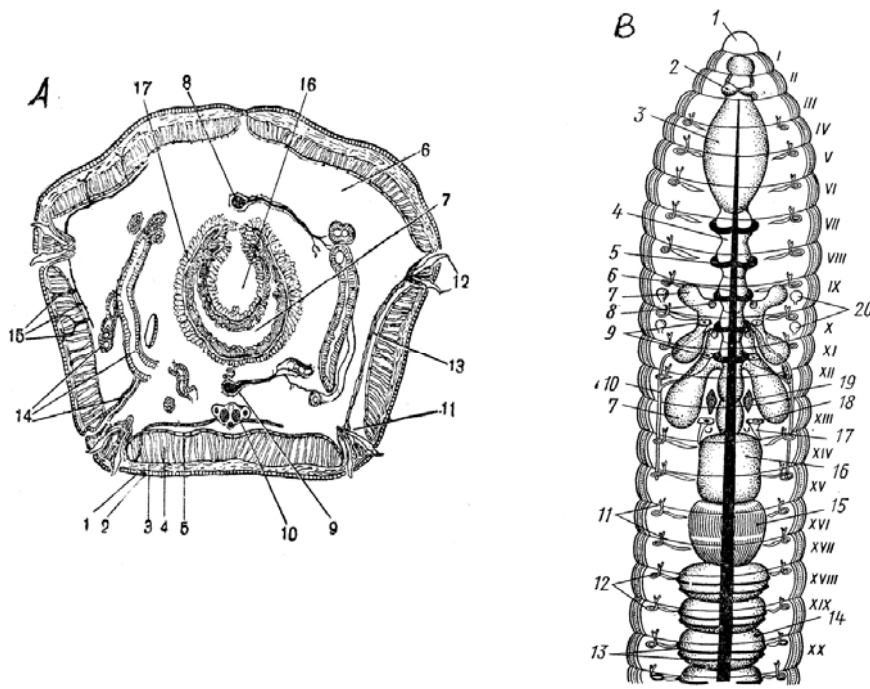 A
17 8 16
6
7
12
15
13
14
11
1 2 3 4 5 10 9
B
1
I
2 II
III
3 IV
V
VI
4 VII
5 VIII
6 IX
7
8 X 20
9 XI
XII
10 19
7 XIII 18
17
XIV
16
XV
11 15
XVI
XVII
12 XVIII
XIX
14
13 XX